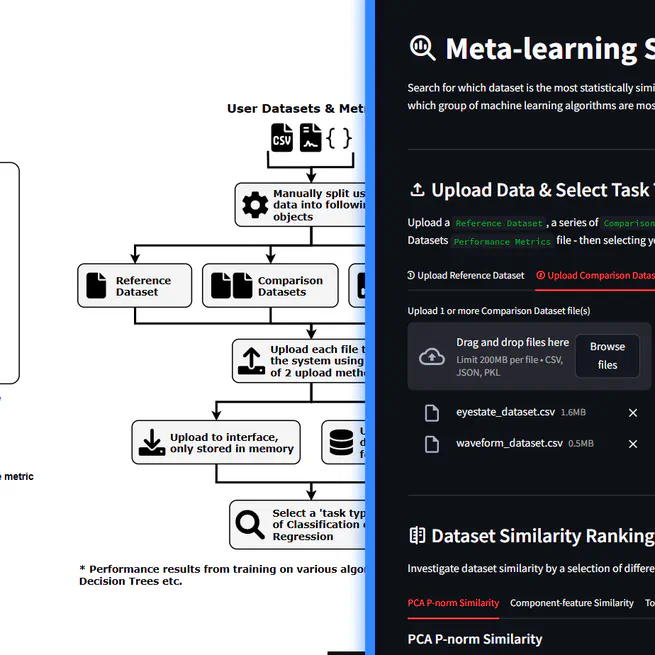 User Datasets & Met
CSV
{ }
Manually split us
data into followi
objects
Reference
Dataset
Comparison
Datasets
Upload each file t
the system using
of 2 upload meth
Upload to interface,
only stored in memory
U
d
f
Select a 'task typ
of Classification o
Regression
* Performance results from training on various algo
Decision Trees etc.
e metric
Meta-learning S
Search for which dataset is the most statistically simi
which group of machine learning algorithms are mos
Upload Data & Select Task T
Upload a Reference Dataset , a series of Comparison
Datasets Performance Metrics file - then selecting yo
① Upload Reference Dataset ② Upload Comparison Datas
Upload 1 or more Comparison Dataset file(s)
Drag and drop files here
Limit 200MB per file • CSV,
JSON, PKL
Browse
files
eyestate_dataset.csv 1.6MB
waveform_dataset.csv 0.5MB
Dataset Similarity Ranking
Investigate dataset similarity by a selection of differe
PCA P-norm Similarity Component-feature Similarity To
PCA P-norm Similarity